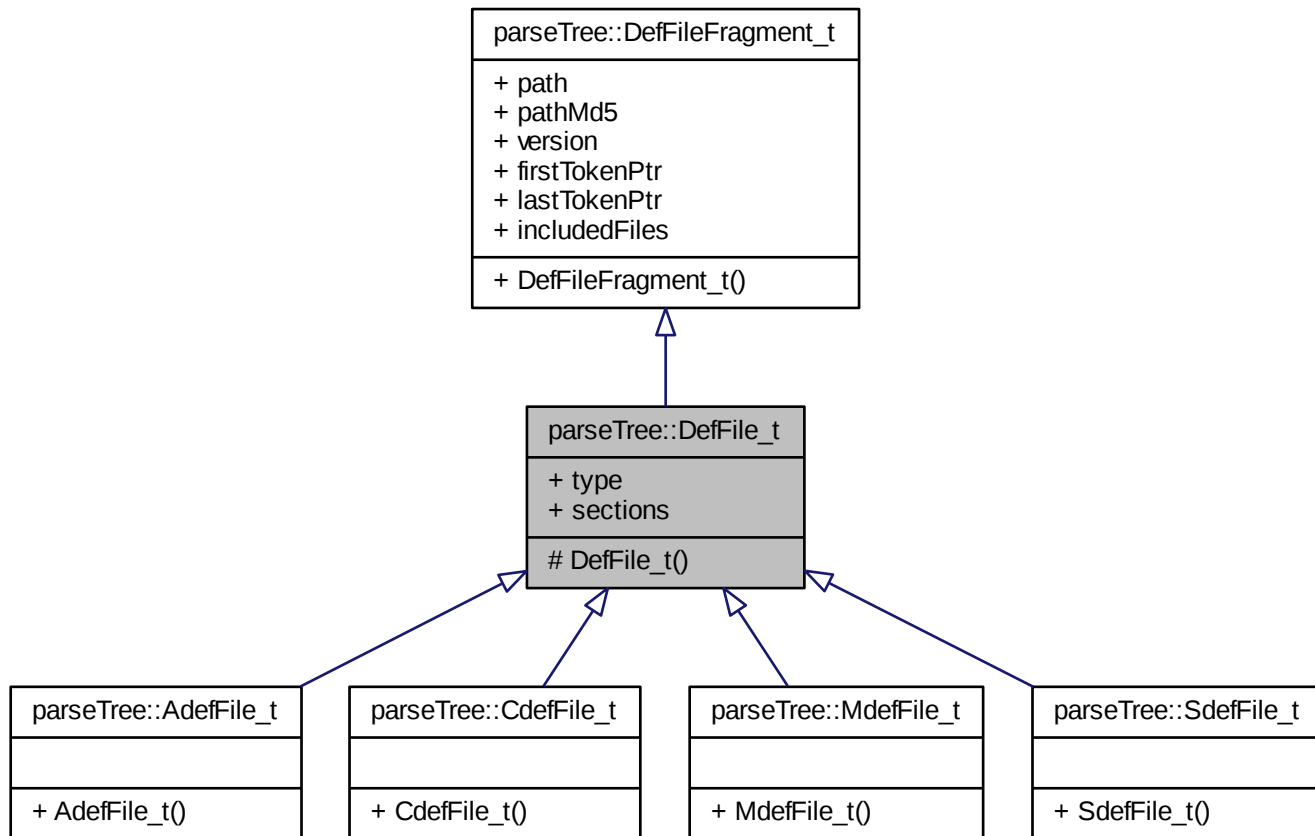 parseTree::DefFileFragment_t
+ path
+ pathMd5
+ version
+ firstTokenPtr
+ lastTokenPtr
+ includedFiles
+ DefFileFragment_t()
parseTree::DefFile_t
+ type
+ sections
# DefFile_t()
parseTree::AdefFile_t
+ AdefFile_t()
parseTree::CdefFile_t
+ CdefFile_t()
parseTree::MdefFile_t
+ MdefFile_t()
parseTree::SdefFile_t
+ SdefFile_t()